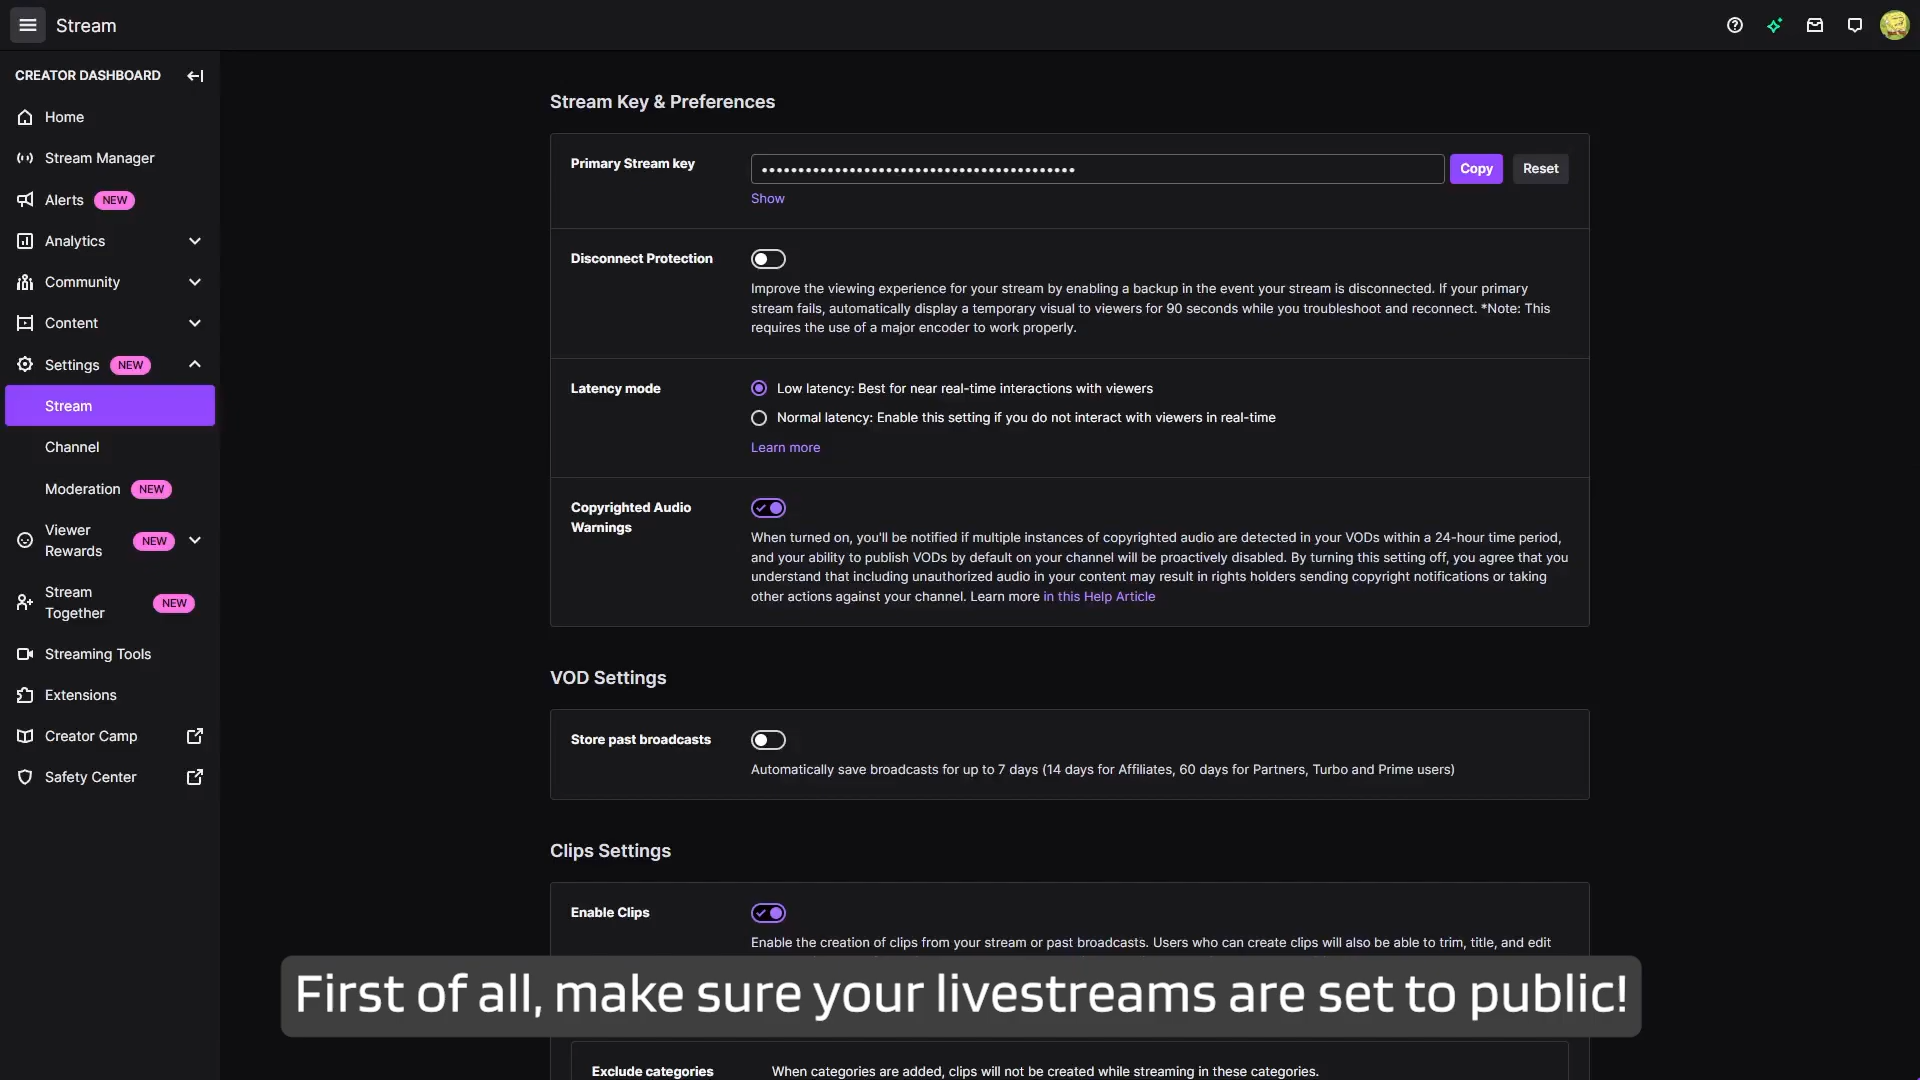 Stream
CREATOR DASHBOARD
Home
Stream Manager
Alerts NEW
Analytics
Community
Content
Settings NEW
Stream
Channel
Moderation NEW
Viewer
Rewards NEW
Stream
Together NEW
Streaming Tools
Extensions
Creator Camp
Safety Center
Stream Key & Preferences
Primary Stream key
Copy
Reset
Show
Disconnect Protection
Improve the viewing experience for your stream by enabling a backup in the event your stream is disconnected. If your primary
stream fails, automatically display a temporary visual to viewers for 90 seconds while you troubleshoot and reconnect. *Note: This
requires the use of a major encoder to work properly.
Latency mode
Low latency: Best for near real-time interactions with viewers
Normal latency: Enable this setting if you do not interact with viewers in real-time
Learn more
Copyrighted Audio
Warnings
When turned on, you'll be notified if multiple instances of copyrighted audio are detected in your VODs within a 24-hour time period,
and your ability to publish VODs by default on your channel will be proactively disabled. By turning this setting off, you agree that you
understand that including unauthorized audio in your content may result in rights holders sending copyright notifications or taking
other actions against your channel. Learn more in this Help Article
VOD Settings
Store past broadcasts
Automatically save broadcasts for up to 7 days (14 days for Affiliates, 60 days for Partners, Turbo and Prime users)
Clips Settings
Enable Clips
Enable the creation of clips from your stream or past broadcasts. Users who can create clips will also be able to trim, title, and edit
First of all, make sure your livestreams are set to public!
Exclude categories
When categories are added, clips will not be created while streaming in these categories.